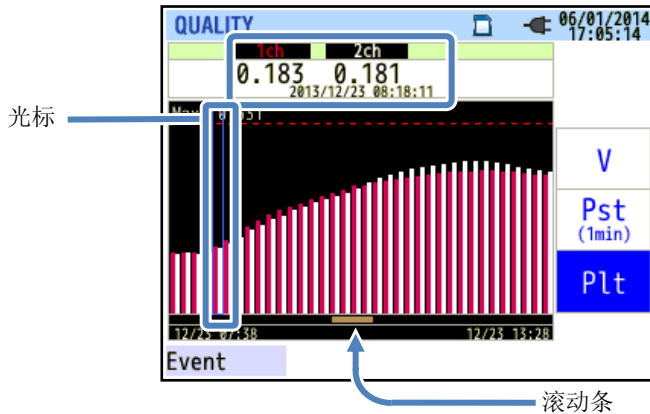 QUALITY
06/01/2014
17:05:14
1ch 2ch
0.183 0.181
2013/12/23 08:18:11
光标
V
Pst
(1min)
Plt
12/23 07:38 12/23 13:28
Event
滚动条